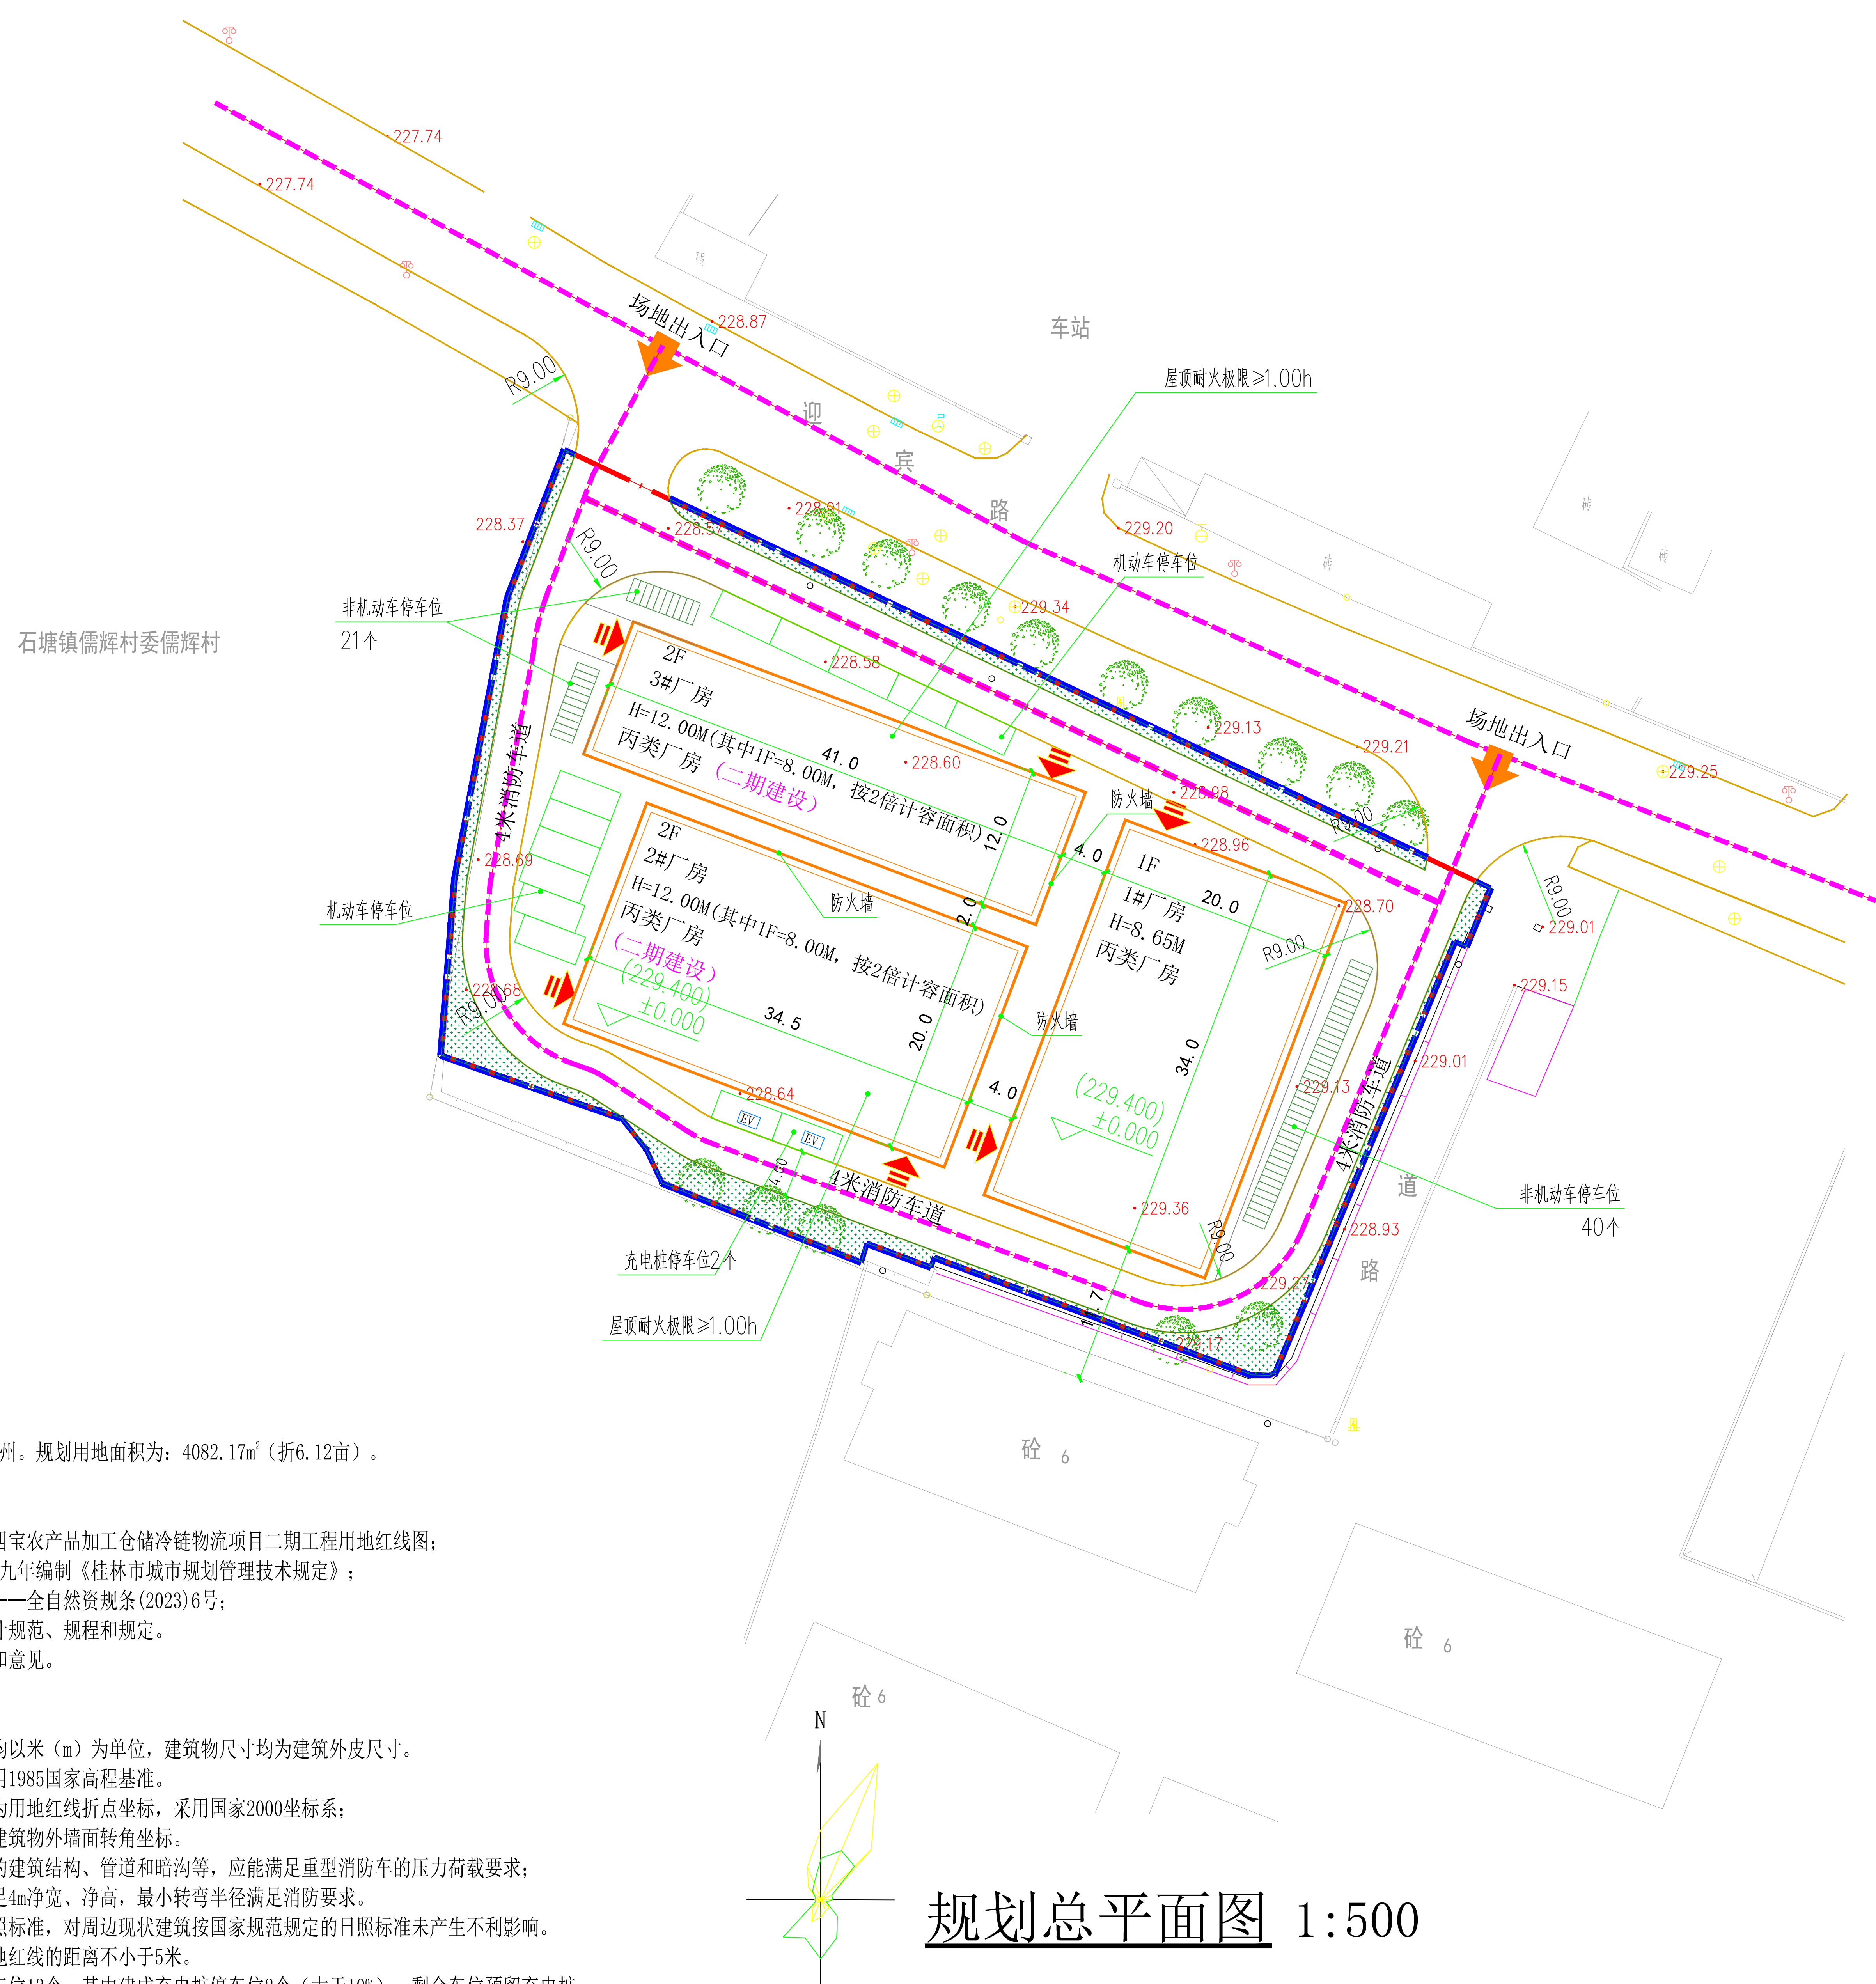 227.74
227.74
场地出入口
228.87
车站
砖
R9.00
屋顶耐火极限≥1.00h
迎
宾
路
228.91
228.57
228.37
229.20
砖
砖
砖
R9.00
机动车停车位
非机动车停车位
21个
229.34
石塘镇儒辉村委儒辉村
228.58
2F
3#厂房
H=12.00M(其中1F=8.00M, 按2倍计容面积)
丙类厂房 (二期建设)
41.0
228.60
12.0
229.13
229.21
场地出入口
229.25
4米消防车道
228.98
防火墙
R9.00
228.96
4.0
228.69
2F
2#厂房
H=12.00M(其中1F=8.00M, 按2倍计容面积)
丙类厂房
(二期建设)
(229.400)
±0.000
防火墙
2.0
1F
1#厂房
H=8.65M
丙类厂房
20.0
228.70
R9.00
229.01
机动车停车位
R9.00
228.68
R9.00
34.5
20.0
防火墙
34.0
229.15
229.01
228.64
EV
EV
4.0
(229.400)
±0.000
229.13
4米消防车道
4.00
4米消防车道
229.36
道
非机动车停车位
40个
R9.00
228.93
充电桩停车位2个
路
229.27
屋顶耐火极限≥1.00h
229.17
州。规划用地面积为: 4082.17m²(折6.12亩)。
砼 6
四宝农产品加工仓储冷链物流项目二期工程用地红线图;
九年编制《桂林市城市规划管理技术规定》;
——全自然资规条(2023)6号;
计规范、规程和规定。
和意见。
砼 6
砼 6
N
均以米(m)为单位, 建筑物尺寸均为建筑外皮尺寸。
用1985国家高程基准。
为用地红线折点坐标, 采用国家2000坐标系;
建筑物外墙面转角坐标。
的建筑结构、管道和暗沟等, 应能满足重型消防车的压力荷载要求;
足4m净宽、净高, 最小转弯半径满足消防要求。
照标准, 对周边现状建筑按国家规范规定的日照标准未产生不利影响。
地红线的距离不小于5米。
规划总平面图 1:500